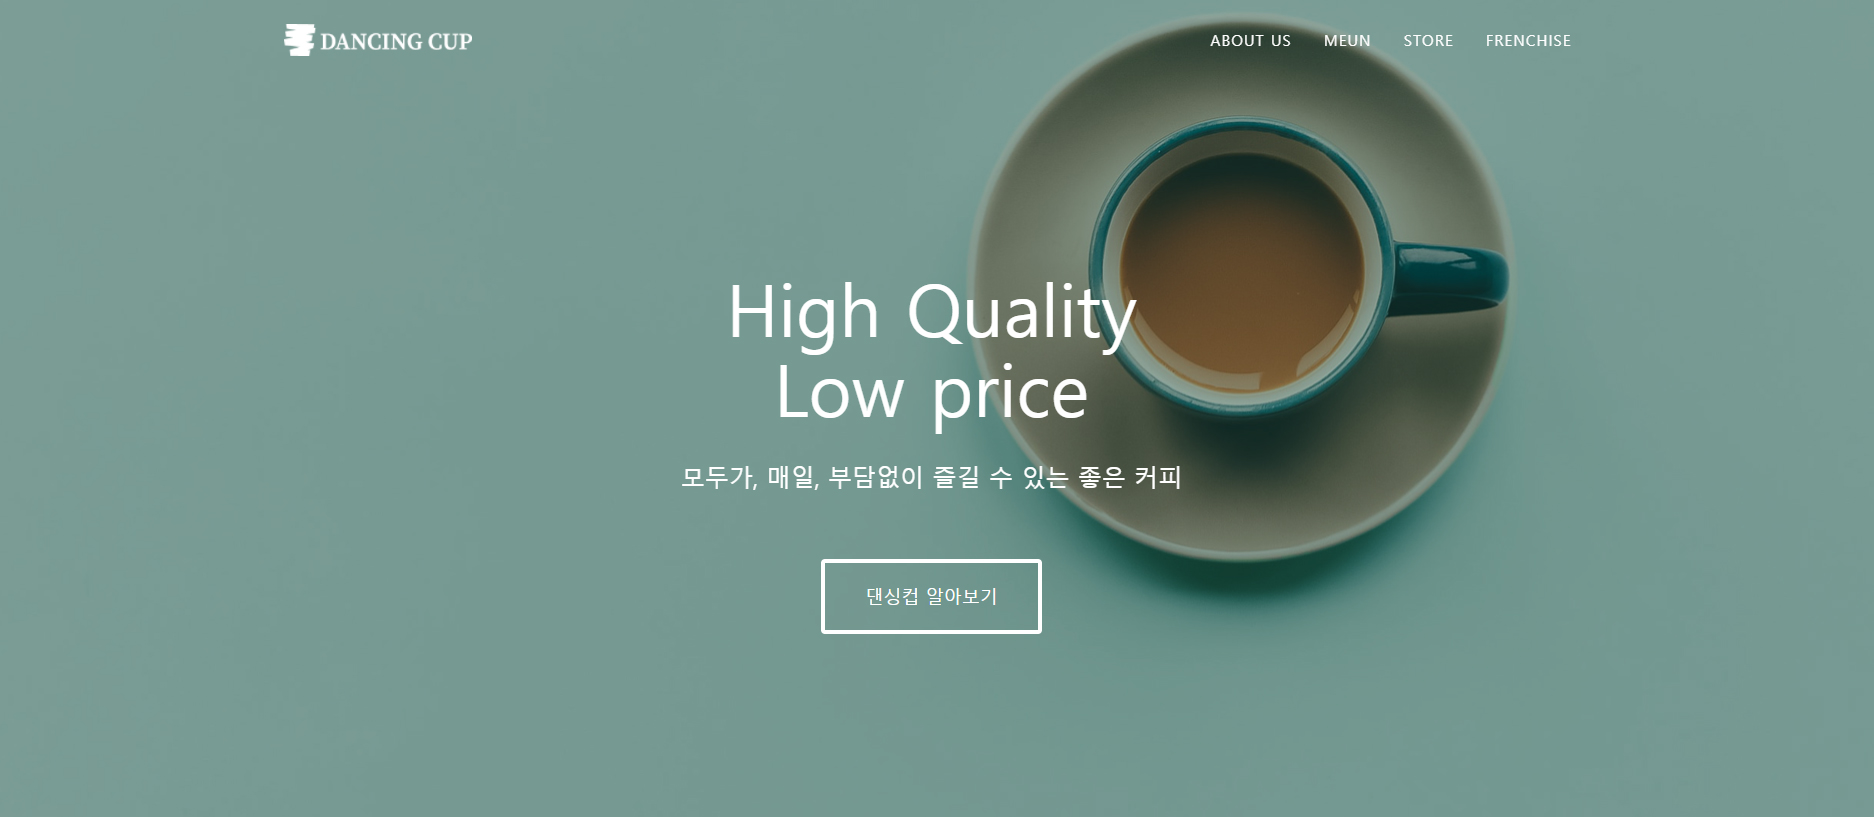 DANCING CUP
ABOUT US MEUN STORE FRENCHISE
High Quality
Low price
모두가, 매일, 부담없이 즐길 수 있는 좋은 커피
댄싱컵 알아보기